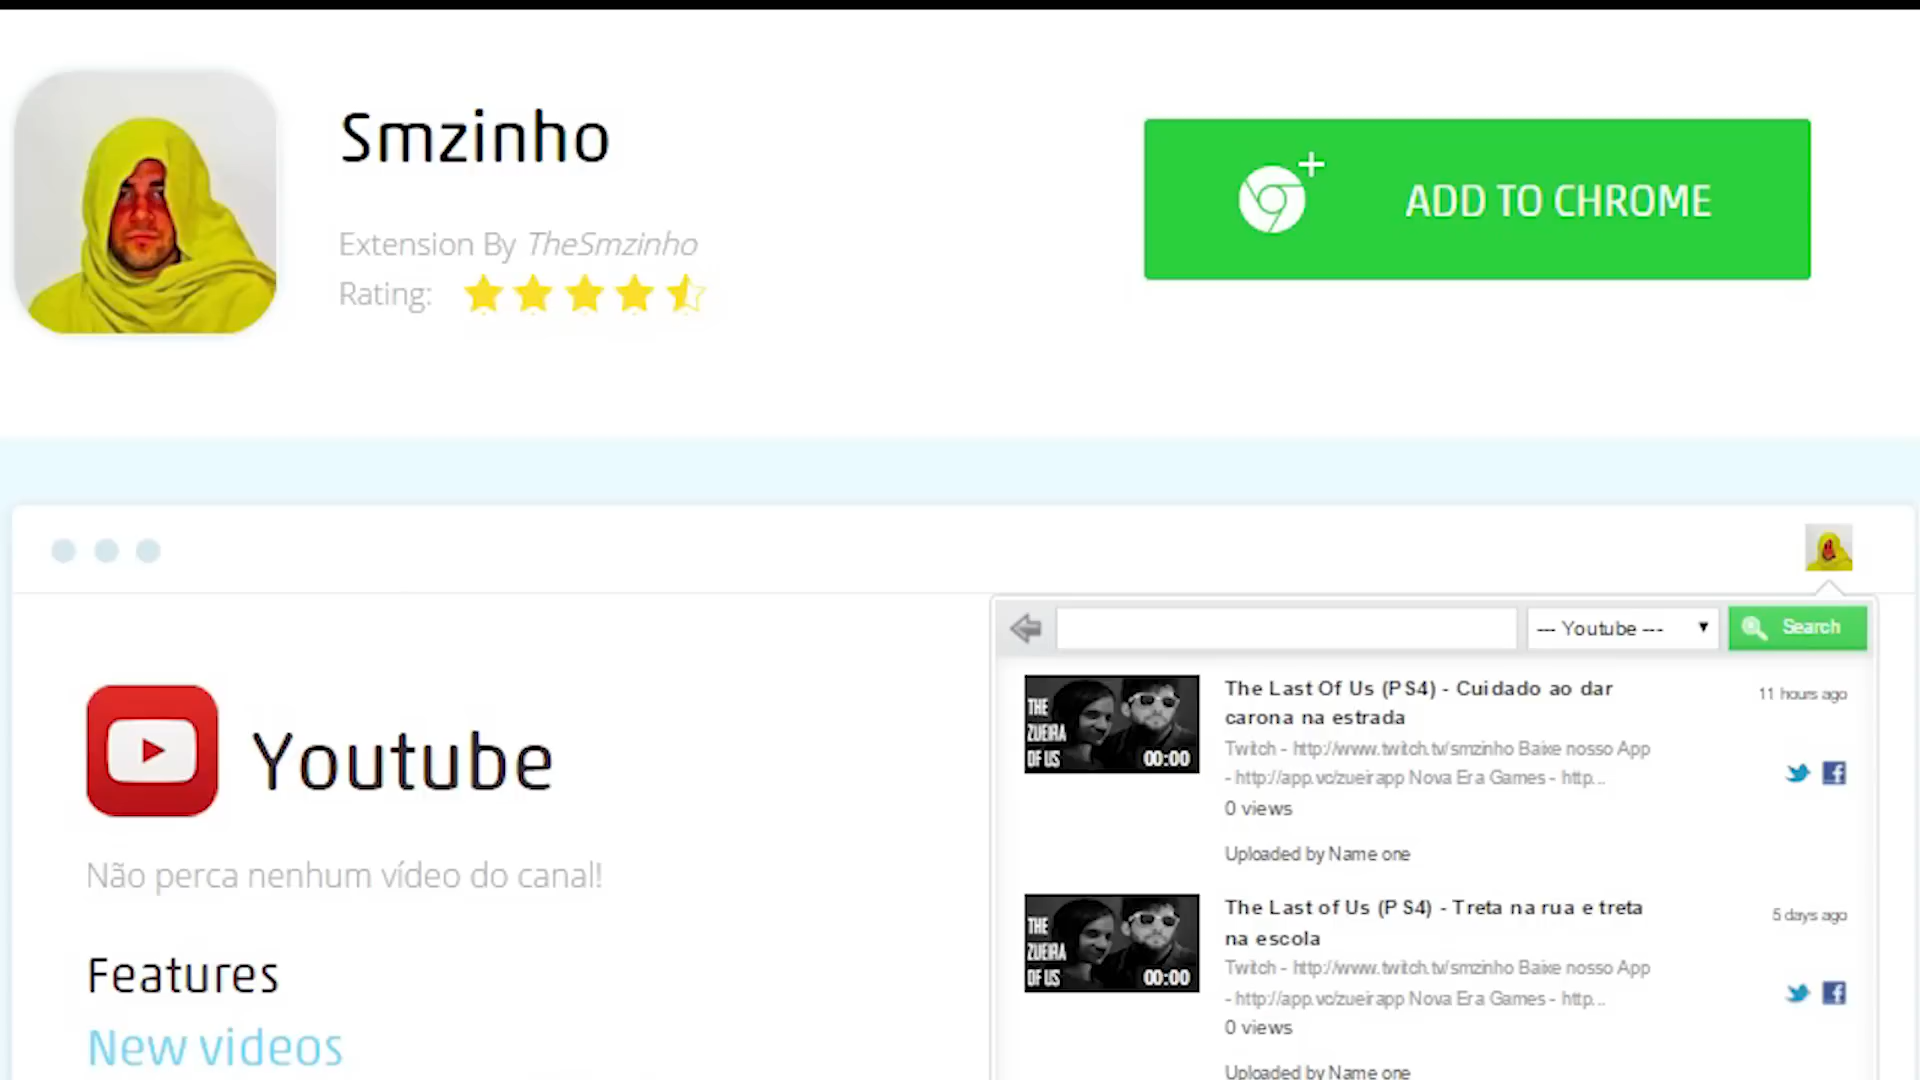 Smzinho
Extension By TheSmzinho
Rating:
ADD TO CHROME
Youtube
Não perca nenhum vídeo do canal!
Features
New videos
--- Youtube ---
Search
THE
ZUEIRA
OF US
00:00
The Last Of Us (PS4) - Cuidado ao dar
carona na estrada
11 hours ago
Twitch - http://www.twitch.tv/smzinho Baixe nosso App
- http://app.vc/zueirapp Nova Era Games - http...
0 views
Uploaded by Name one
THE
ZUEIRA
OF US
00:00
The Last of Us (PS4) - Treta na rua e treta
na escola
5 days ago
Twitch - http://www.twitch.tv/smzinho Baixe nosso App
- http://app.vc/zueirapp Nova Era Games - http...
0 views
Uploaded by Name one